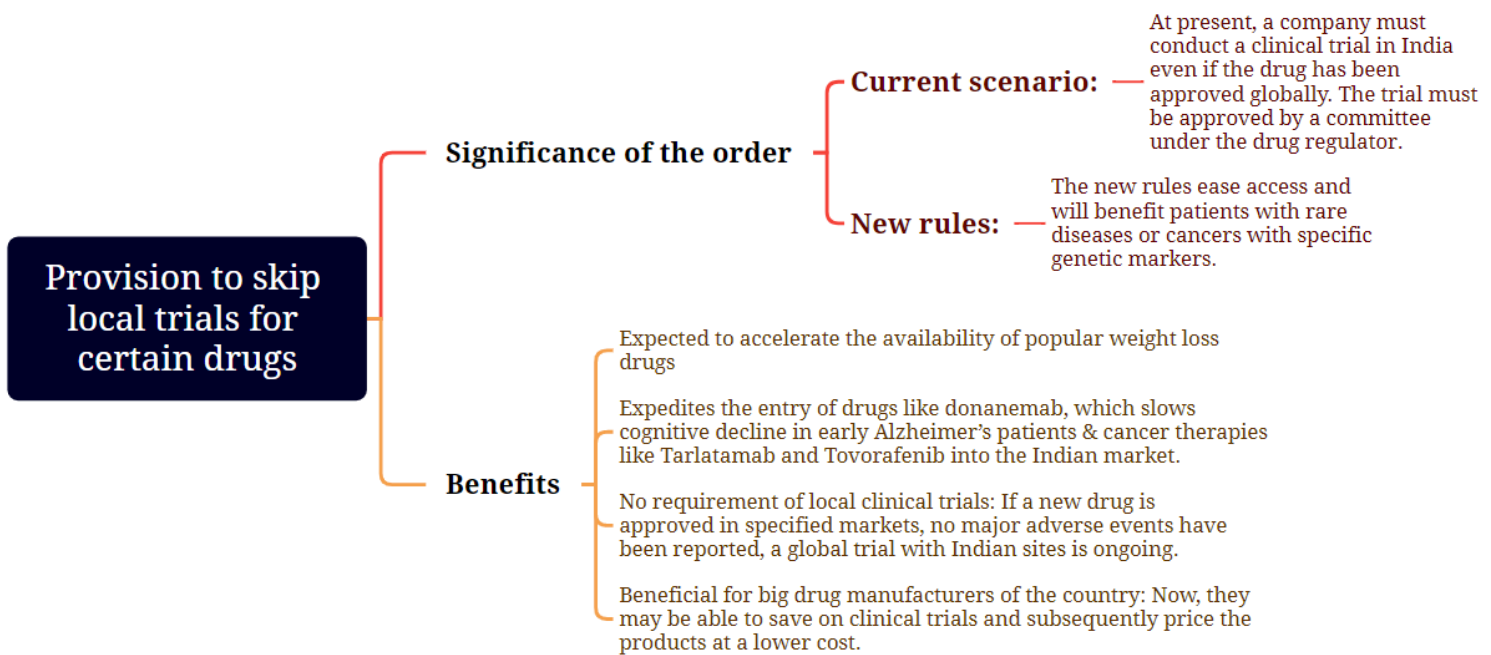 Provision to skip
local trials for
certain drugs
Significance of the order
Current scenario:
At present, a company must
conduct a clinical trial in India
even if the drug has been
approved globally. The trial must
be approved by a committee
under the drug regulator.
New rules:
The new rules ease access and
will benefit patients with rare
diseases or cancers with specific
genetic markers.
Benefits
Expected to accelerate the availability of popular weight loss
drugs
Expedites the entry of drugs like donanemab, which slows
cognitive decline in early Alzheimer’s patients & cancer therapies
like Tarlatamab and Tovorafenib into the Indian market.
No requirement of local clinical trials: If a new drug is
approved in specified markets, no major adverse events have
been reported, a global trial with Indian sites is ongoing.
Beneficial for big drug manufacturers of the country: Now, they
may be able to save on clinical trials and subsequently price the
products at a lower cost.